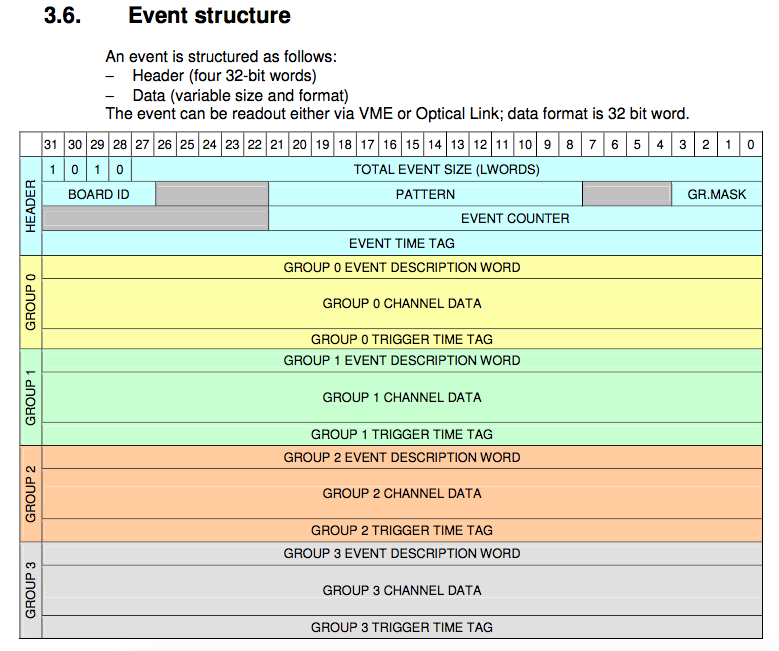 3.6. Event structure
An event is structured as follows:
– Header (four 32-bit words)
– Data (variable size and format)
The event can be readout either via VME or Optical Link; data format is 32 bit word.
31 30 29 28 27 26 25 24 23 22 21 20 19 18 17 16 15 14 13 12 11 10 9 8 7 6 5 4 3 2 1 0
HEADER
1 0 1 0 TOTAL EVENT SIZE (LWORDS)
BOARD ID PATTERN GR.MASK
EVENT COUNTER
EVENT TIME TAG
GROUP 0
GROUP 0 EVENT DESCRIPTION WORD
GROUP 0 CHANNEL DATA
GROUP 0 TRIGGER TIME TAG
GROUP 1
GROUP 1 EVENT DESCRIPTION WORD
GROUP 1 CHANNEL DATA
GROUP 1 TRIGGER TIME TAG
GROUP 2
GROUP 2 EVENT DESCRIPTION WORD
GROUP 2 CHANNEL DATA
GROUP 2 TRIGGER TIME TAG
GROUP 3
GROUP 3 EVENT DESCRIPTION WORD
GROUP 3 CHANNEL DATA
GROUP 3 TRIGGER TIME TAG